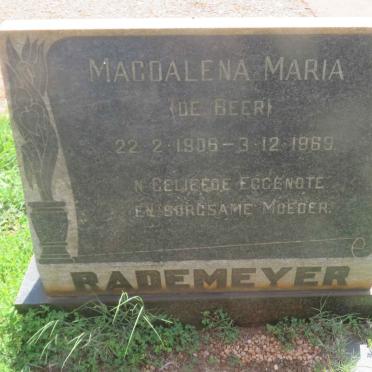 MAGDALENA MARIA
(DE BEER)
22·2·1906–3·12·1969.
'N GELIEFDE EGGENOTE
EN SORGSAME MOEDER.
RADEMEYER